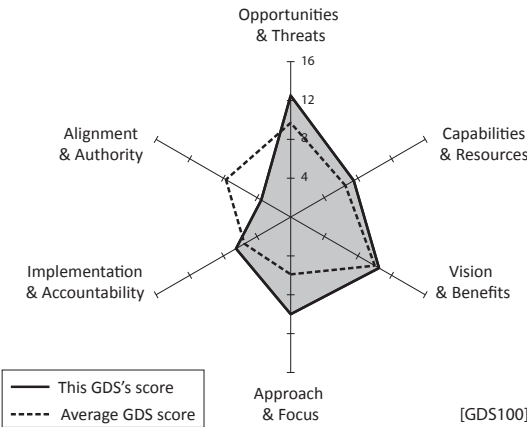 Opportunities
& Threats
16
12
8
4
Alignment
& Authority
Capabilities
& Resources
Implementation
& Accountability
Vision
& Benefits
Approach
& Focus
This GDS's score
Average GDS score
[GDS100]